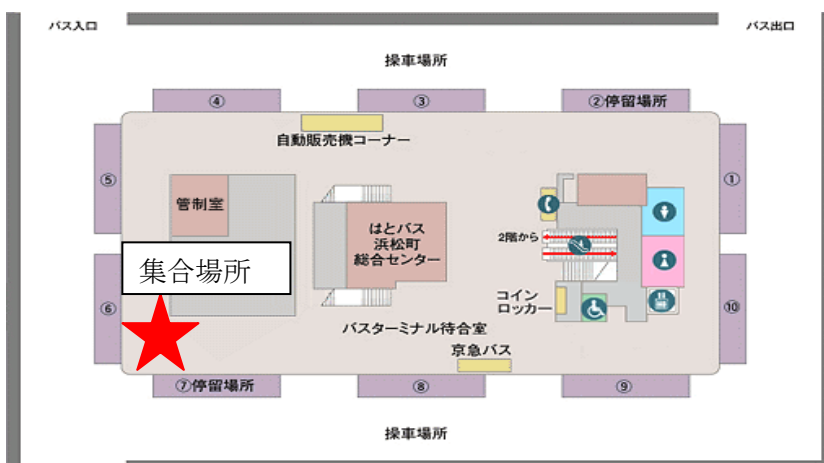 バス入口
バス出口
操車場所
④
③
②停留場所
自動販売機コーナー
⑤
①
管制室
はとバス
浜松町
総合センター
2階から
集合場所
コイン
ロッカー
⑥
⑩
バスターミナル待合室
京急バス
⑦停留場所
⑧
⑨
操車場所